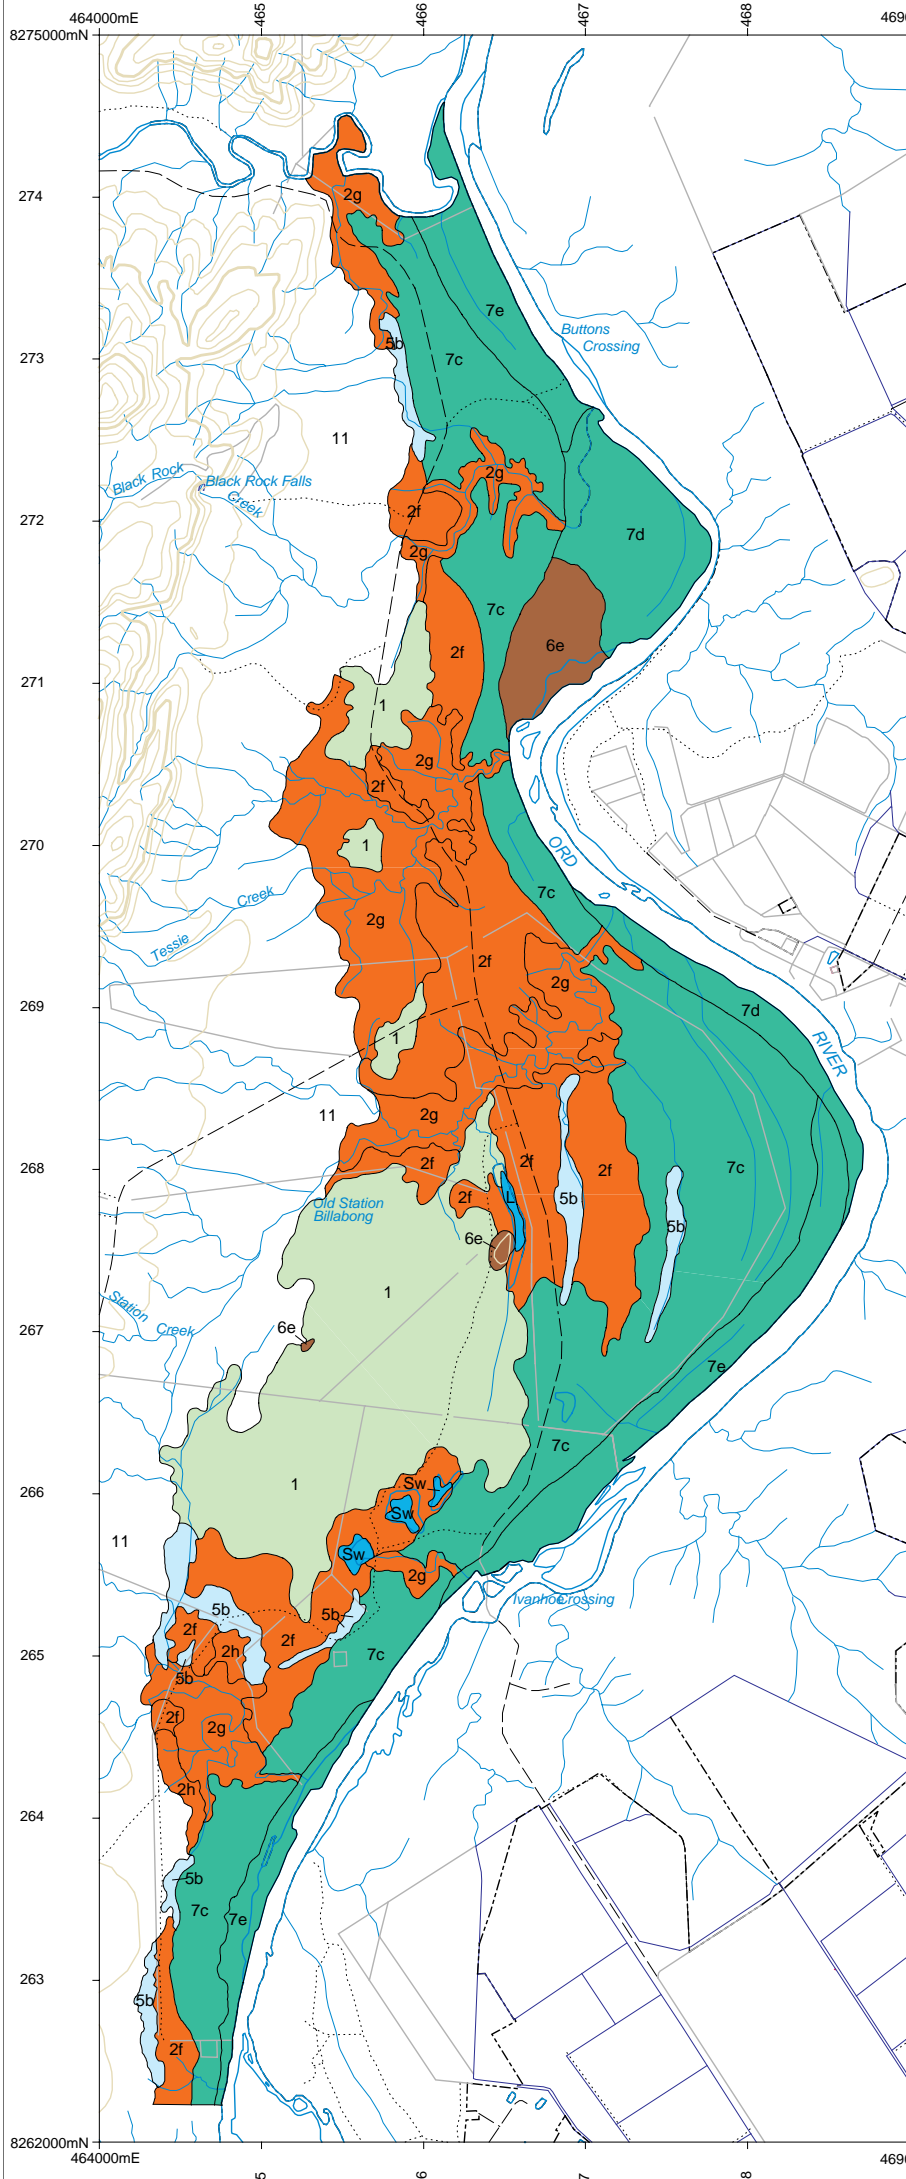 464000mE
465
466
467
468
469
8275000mN
274
2g
7e
Buttons
Crossing
273
5b
7c
11
2g
Black Rock
Black Rock Falls
Creek
272
2f
7d
2g
7c
6e
2f
271
1
2g
2f
270
1
ORD
7c
Creek
Tessie
2g
2f
2g
269
7d
1
RIVER
11
2g
268
2f
2f
2f
7c
2f
L
5b
Old Station
Billabong
5b
6e
1
Station
Creek
267
6e
7e
7c
266
1
Sw
Sw
11
Sw
2g
Ivanhoe Crossing
5b
5b
2f
2f
2h
7c
265
5b
2f
2g
2h
264
5b
7c
7e
263
5b
2f
8262000mN
464000mE
5
6
7
8
469